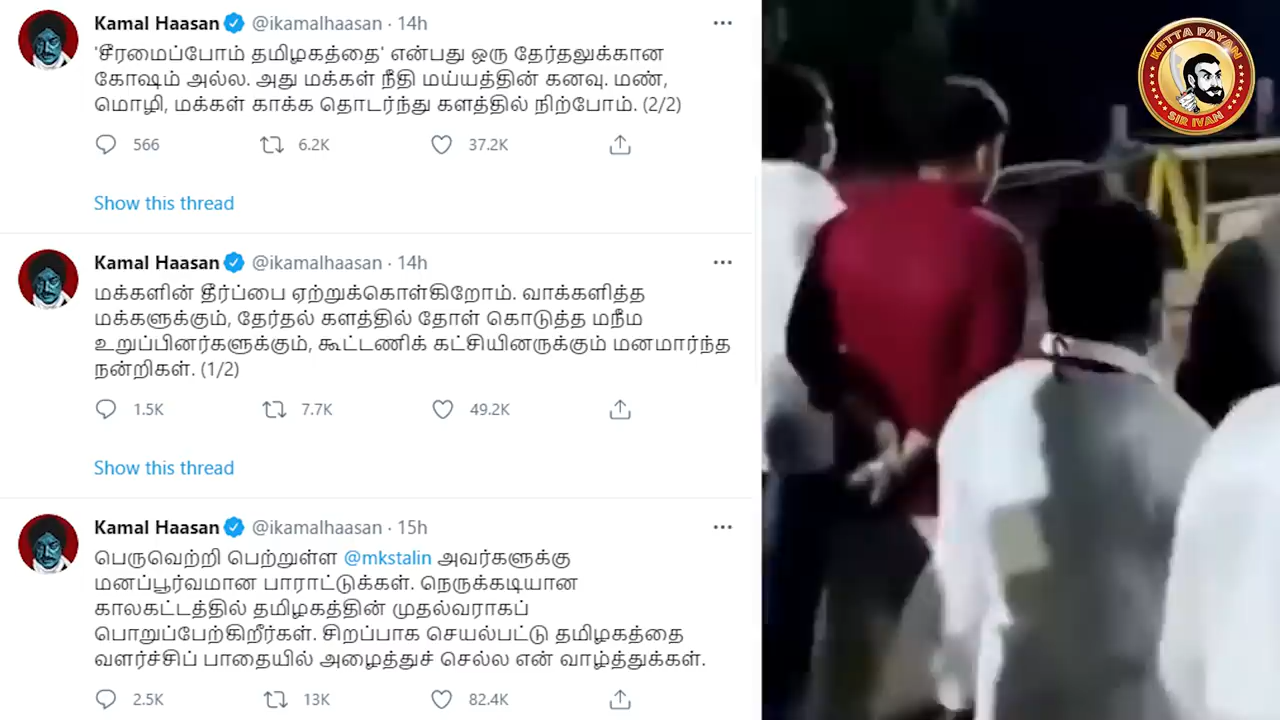 Kamal Haasan @ikamalhaasan · 14h
'சீரமைப்போம் தமிழகத்தை' என்பது ஒரு தேர்தலுக்கான
கோஷம் அல்ல. அது மக்கள் நீதி மய்யத்தின் கனவு. மண்,
மொழி, மக்கள் காக்க தொடர்ந்து களத்தில் நிற்போம். (2/2)
566 6.2K 37.2K
Show this thread
Kamal Haasan @ikamalhaasan · 14h
மக்களின் தீர்ப்பை ஏற்றுக்கொள்கிறோம். வாக்களித்த
மக்களுக்கும், தேர்தல் களத்தில் தோள் கொடுத்த மநீம
உறுப்பினர்களுக்கும், கூட்டணிக் கட்சியினருக்கும் மனமார்ந்த
நன்றிகள். (1/2)
1.5K 7.7K 49.2K
Show this thread
Kamal Haasan @ikamalhaasan · 15h
பெருவெற்றி பெற்றுள்ள @mkstalin அவர்களுக்கு
மனப்பூர்வமான பாராட்டுக்கள். நெருக்கடியான
காலகட்டத்தில் தமிழகத்தின் முதல்வராகப்
பொறுப்பேற்கிறீர்கள். சிறப்பாக செயல்பட்டு தமிழகத்தை
வளர்ச்சிப் பாதையில் அழைத்துச் செல்ல என் வாழ்த்துக்கள்.
2.5K 13K 82.4K
KETTA PAYAN
SIR IVAN